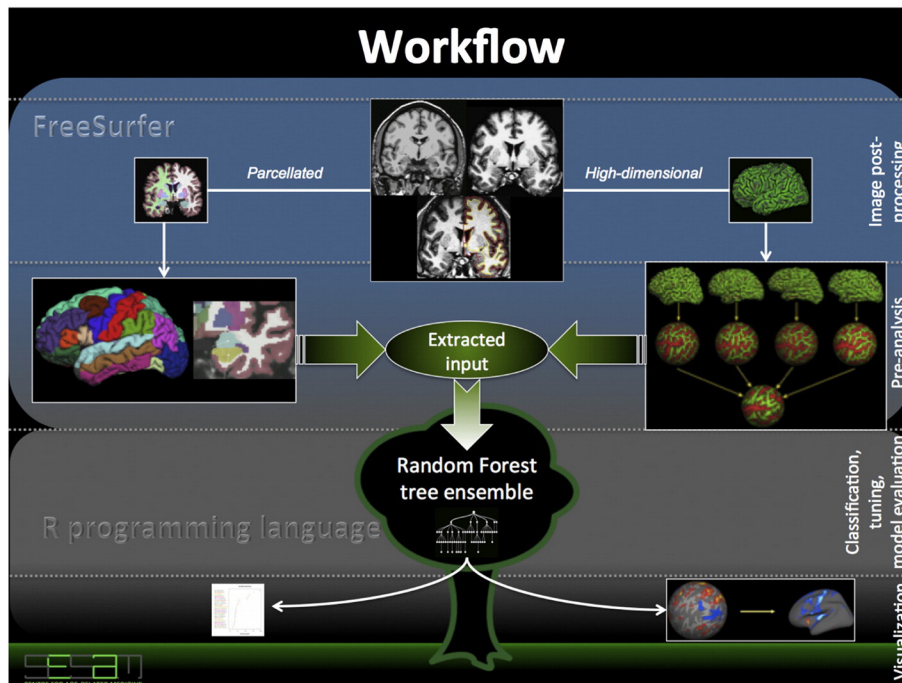 Workflow
FreeSurfer
Parcellated
High-dimensional
Image post-
processing
Pre-analysis
Extracted
input
Random Forest
tree ensemble
R programming language
Classification,
tuning,
model evaluation
Visualization
SESAM